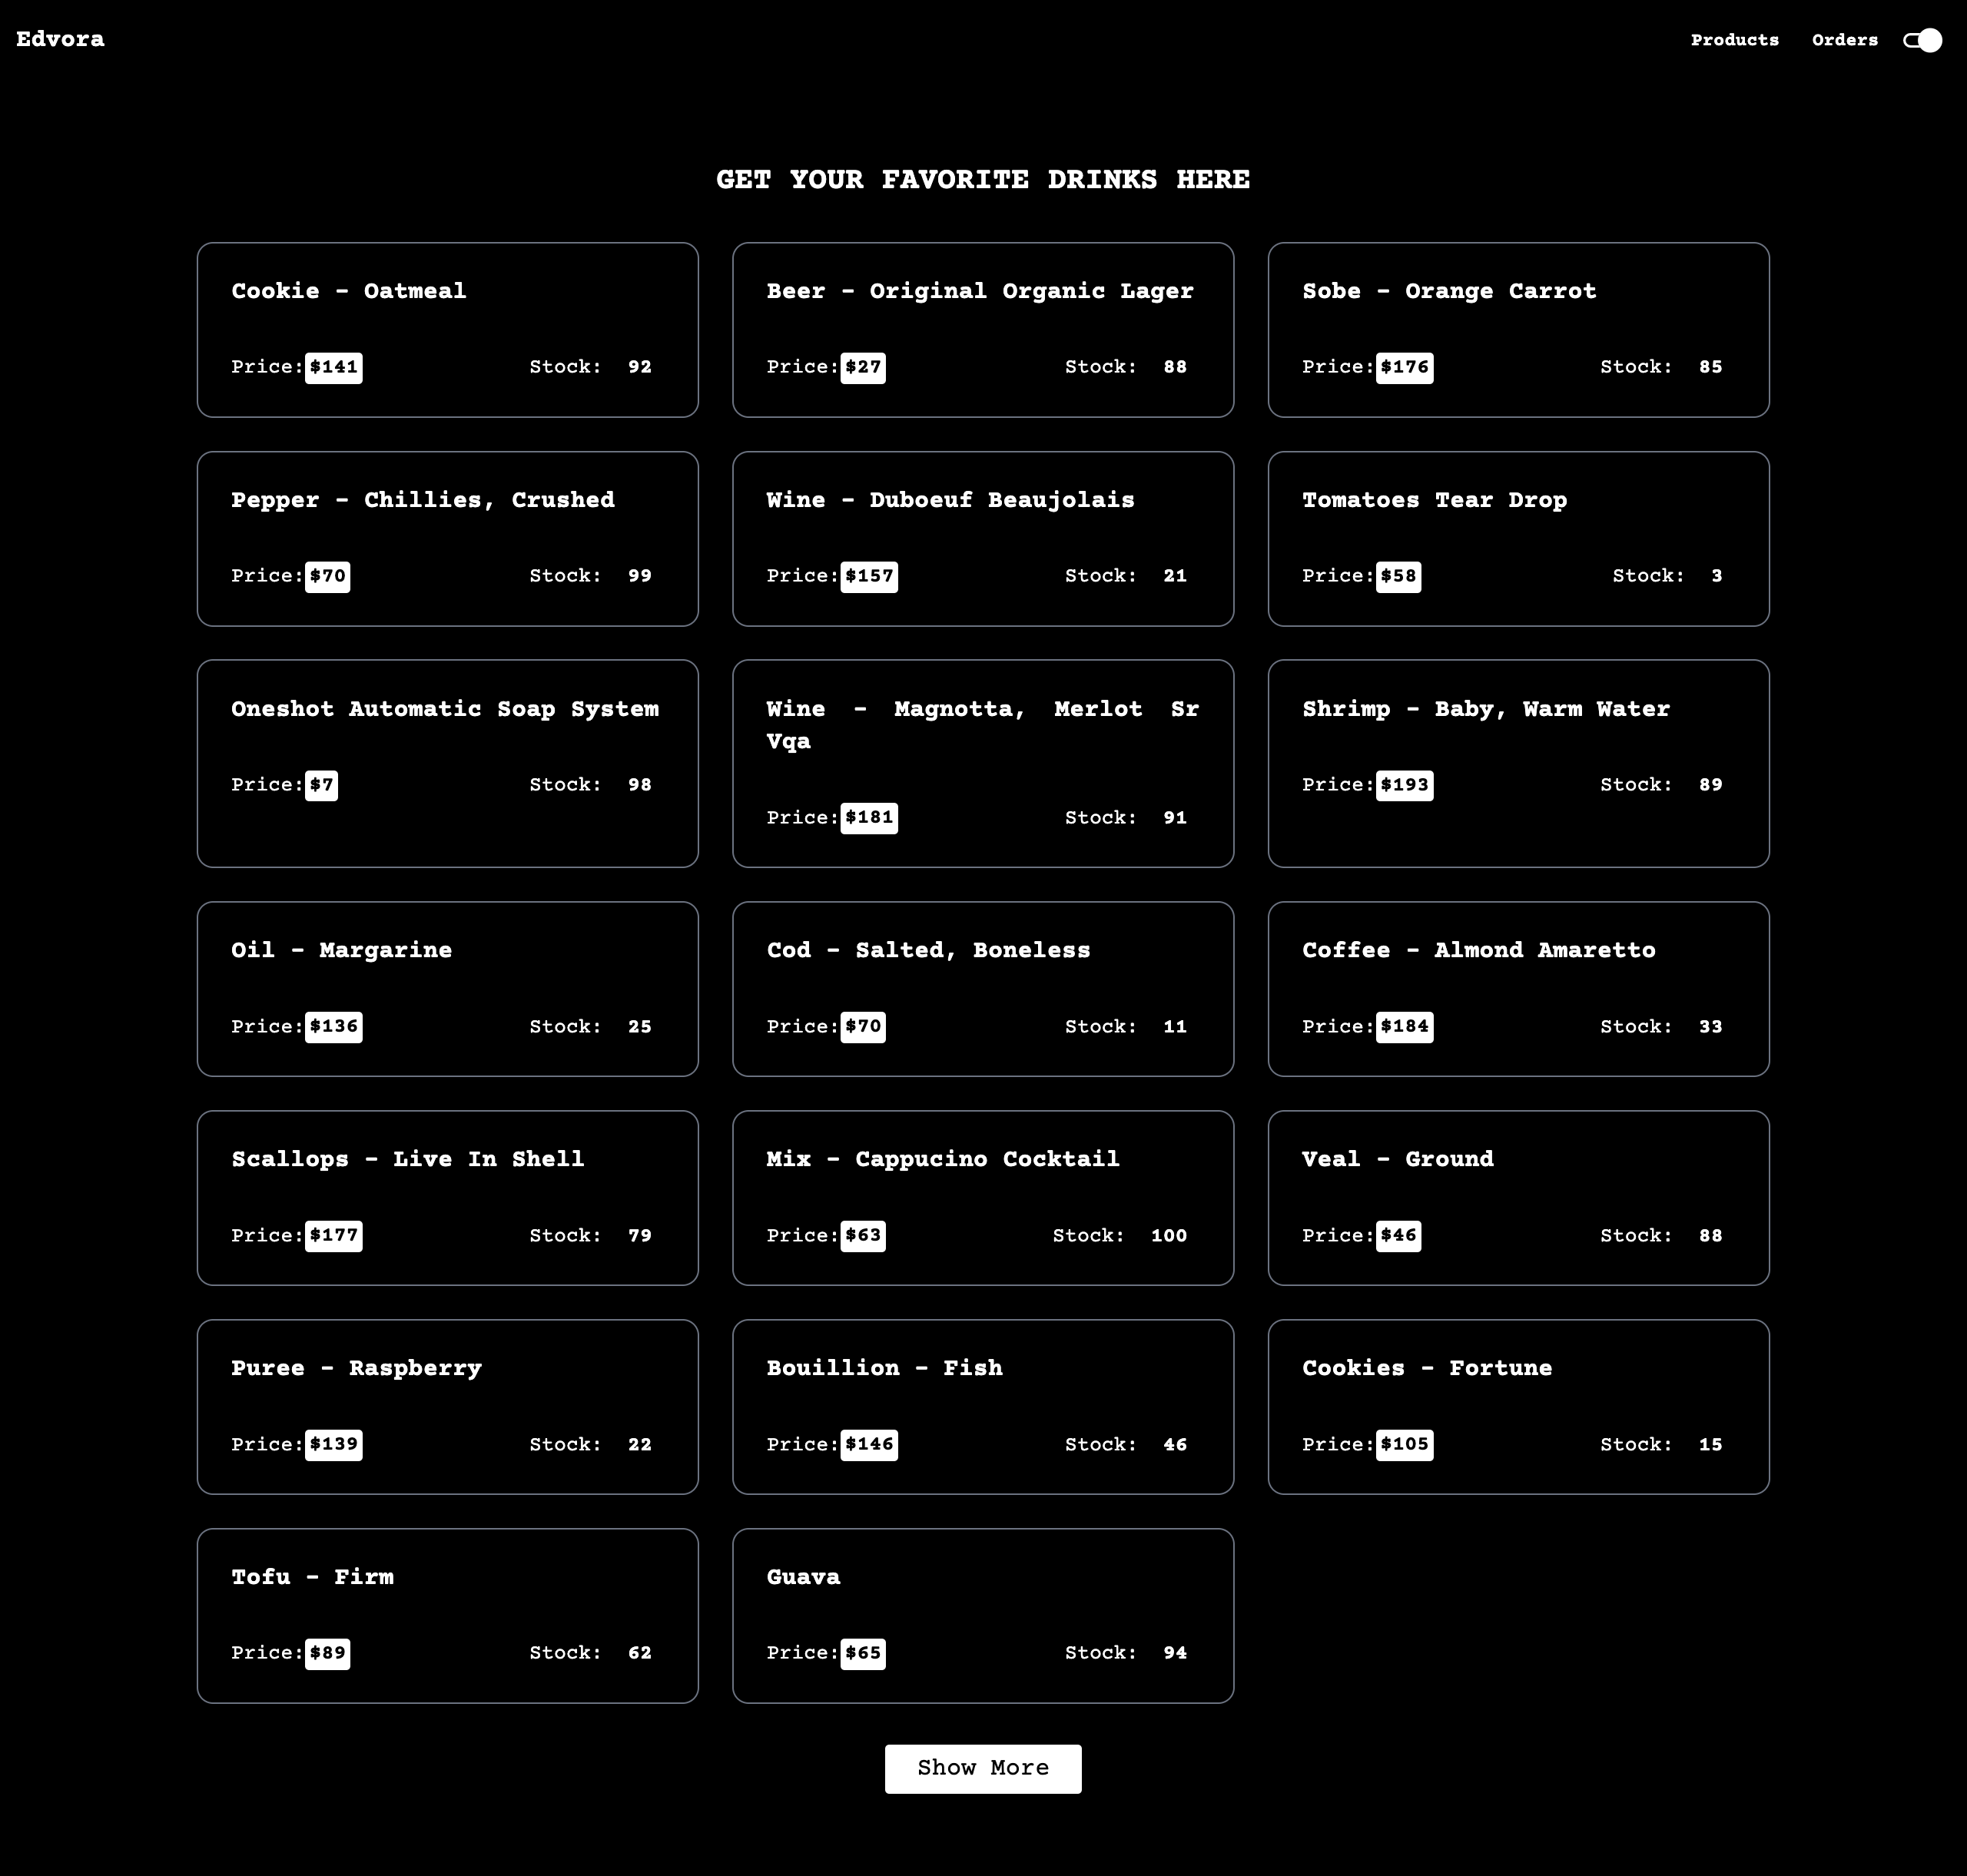 Edvora
Products Orders
GET YOUR FAVORITE DRINKS HERE
Cookie - Oatmeal
Price: $141 Stock: 92
Beer - Original Organic Lager
Price: $27 Stock: 88
Sobe - Orange Carrot
Price: $176 Stock: 85
Pepper - Chillies, Crushed
Price: $70 Stock: 99
Wine - Duboeuf Beaujolais
Price: $157 Stock: 21
Tomatoes Tear Drop
Price: $58 Stock: 3
Oneshot Automatic Soap System
Price: $7 Stock: 98
Wine - Magnotta, Merlot Sr
Vqa
Price: $181 Stock: 91
Shrimp - Baby, Warm Water
Price: $193 Stock: 89
Oil - Margarine
Price: $136 Stock: 25
Cod - Salted, Boneless
Price: $70 Stock: 11
Coffee - Almond Amaretto
Price: $184 Stock: 33
Scallops - Live In Shell
Price: $177 Stock: 79
Mix - Cappucino Cocktail
Price: $63 Stock: 100
Veal - Ground
Price: $46 Stock: 88
Puree - Raspberry
Price: $139 Stock: 22
Bouillion - Fish
Price: $146 Stock: 46
Cookies - Fortune
Price: $105 Stock: 15
Tofu - Firm
Price: $89 Stock: 62
Guava
Price: $65 Stock: 94
Show More